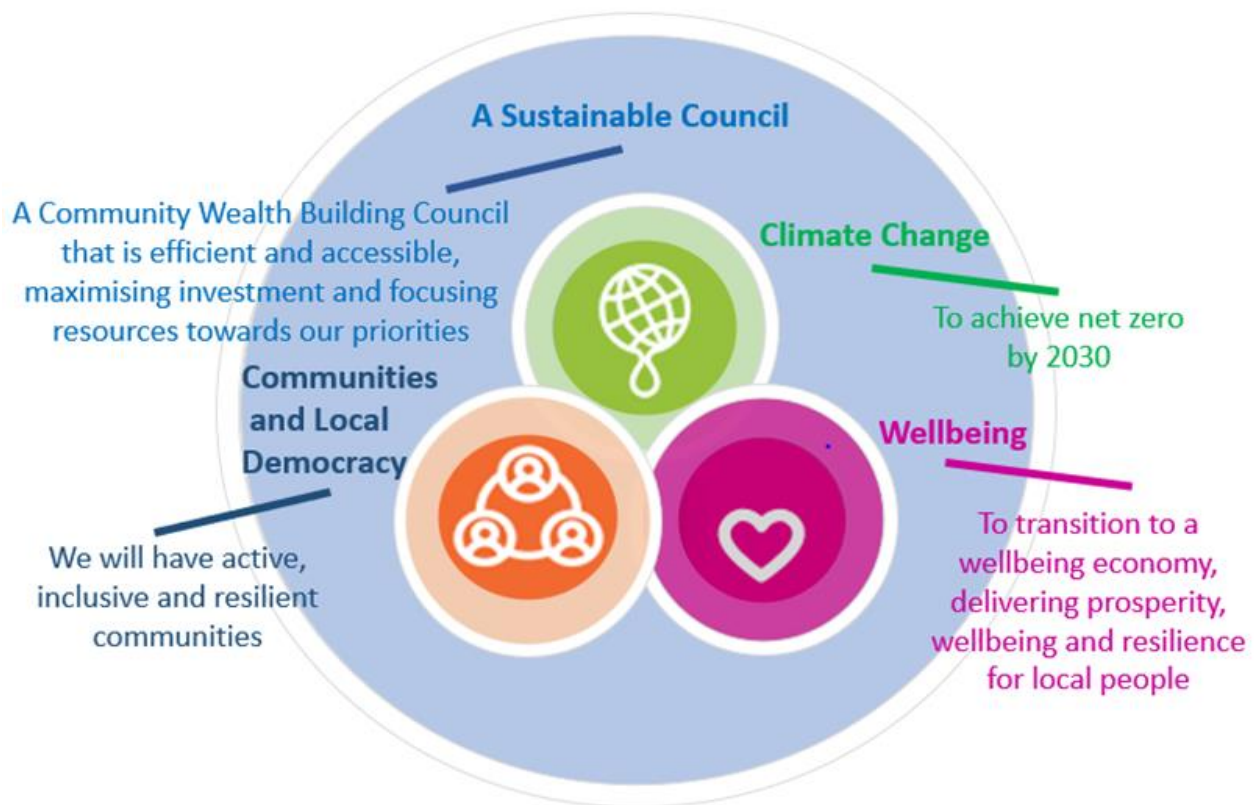 A Sustainable Council
A Community Wealth Building Council
that is efficient and accessible,
maximising investment and focusing
resources towards our priorities
Climate Change
To achieve net zero
by 2030
Communities
and Local
Democracy
We will have active,
inclusive and resilient
communities
Wellbeing
To transition to a
wellbeing economy,
delivering prosperity,
wellbeing and resilience
for local people